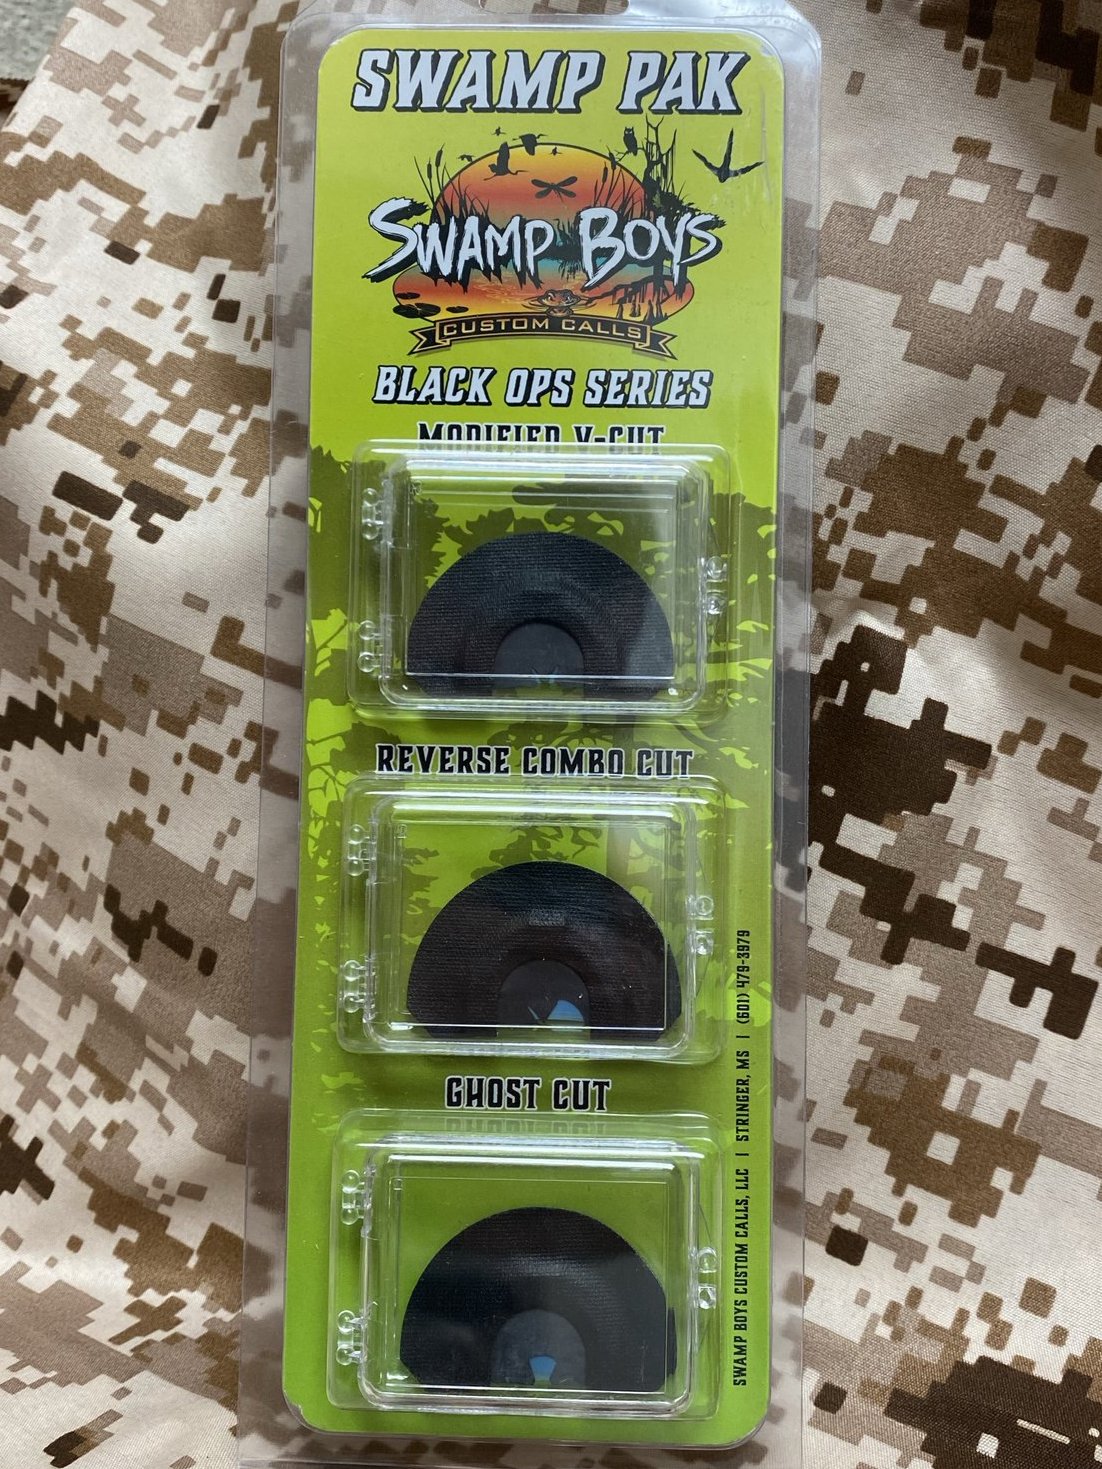 SWAMP PAK
SWAMP BOYS
CUSTOM CALLS
BLACK OPS SERIES
MODIFIED V-CUT
REVERSE COMBO CUT
GHOST CUT
SWAMP BOYS CUSTOM CALLS, LLC | STRINGER, MS | (601) 479-3979